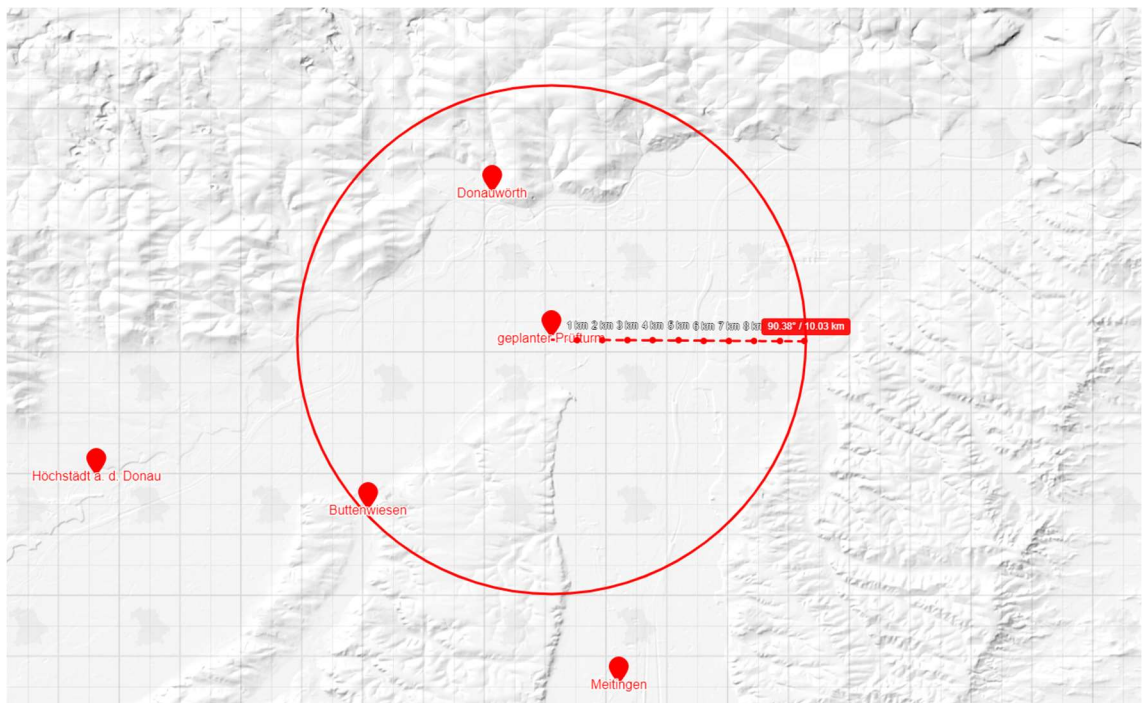 Donauwörth
1 km 2 km 3 km 4 km 5 km 6 km 7 km 8 km
90.38° / 10.03 km
geplanter Prüfturm
Höchstädt a. d. Donau
Buttenwiesen
Meitingen